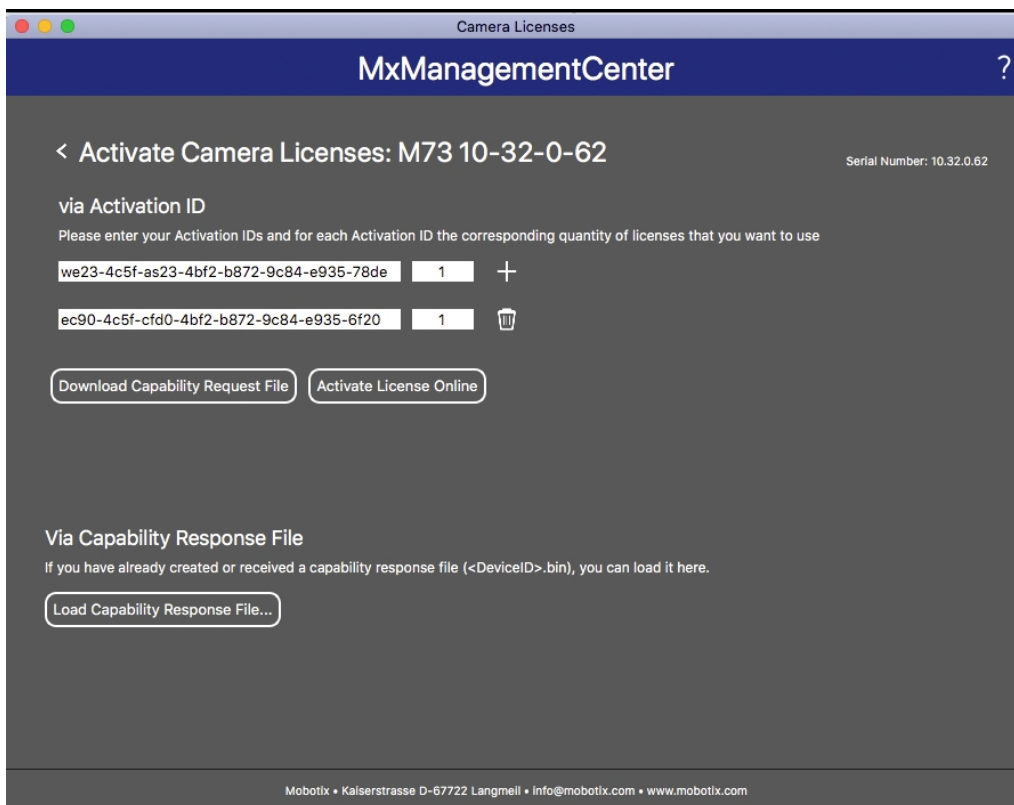 Camera Licenses
MxManagementCenter
?
< Activate Camera Licenses: M73 10-32-0-62
Serial Number: 10.32.0.62
via Activation ID
Please enter your Activation IDs and for each Activation ID the corresponding quantity of licenses that you want to use
we23-4c5f-as23-4bf2-b872-9c84-e935-78de 1 +
ec90-4c5f-cfd0-4bf2-b872-9c84-e935-6f20 1
Download Capability Request File Activate License Online
Via Capability Response File
If you have already created or received a capability response file (<DeviceID>.bin), you can load it here.
Load Capability Response File...
Mobotix • Kaiserstrasse D-67722 Langmeil • info@mobotix.com • www.mobotix.com